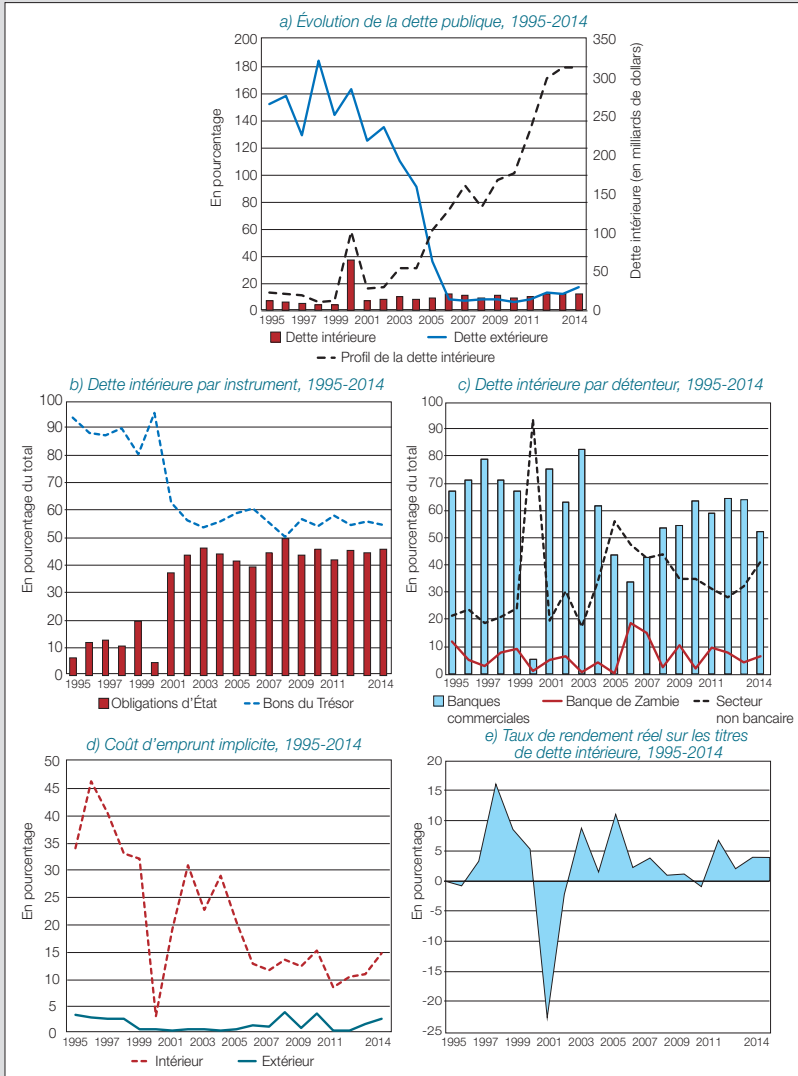 a) Évolution de la dette publique, 1995-2014
En pourcentage
200
180
160
140
120
100
80
60
40
20
0
350
300
250
200
150
100
50
0
Dette intérieure (en milliards de dollars)
1995 1997 1999 2001 2003 2005 2007 2009 2011 2014
Dette intérieure
Dette extérieure
Profil de la dette intérieure
b) Dette intérieure par instrument, 1995-2014
En pourcentage du total
100
90
80
70
60
50
40
30
20
10
0
1995 1997 1999 2001 2003 2005 2007 2009 2011 2014
Obligations d'État
Bons du Trésor
c) Dette intérieure par détenteur, 1995-2014
En pourcentage du total
100
90
80
70
60
50
40
30
20
10
0
1995 1997 1999 2001 2003 2005 2007 2009 2011 2014
Banques
commerciales
Banque de Zambie
Secteur
non bancaire
d) Coût d'emprunt implicite, 1995-2014
En pourcentage
50
45
40
35
30
25
20
15
10
5
0
1995 1997 1999 2001 2003 2005 2007 2009 2011 2014
Intérieur
Extérieur
e) Taux de rendement réel sur les titres
de dette intérieure, 1995-2014
En pourcentage
20
15
10
5
0
-5
-10
-15
-20
-25
1995 1997 1999 2001 2003 2005 2007 2009 2011 2014